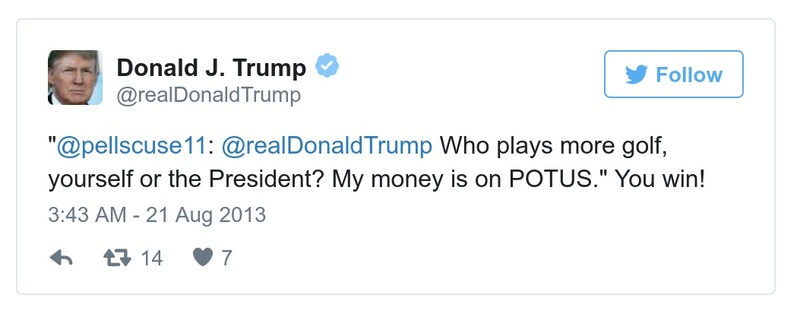 Donald J. Trump
@realDonaldTrump
Follow
"@pellscuse11: @realDonaldTrump Who plays more golf,
yourself or the President? My money is on POTUS." You win!
3:43 AM - 21 Aug 2013
14 7